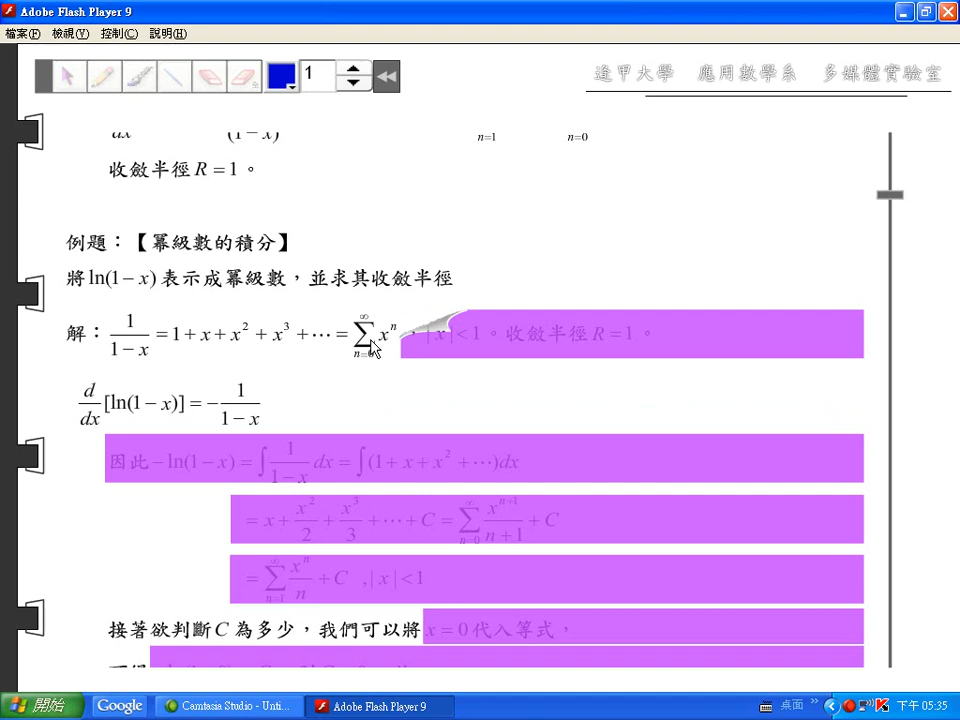 Adobe Flash Player 9
檔案(F) 檢視(V) 控制(C) 說明(H)
1
逢甲大學 應用數學系 多媒體實驗室
dx (1−x) n=1 n=0
收斂半徑 R = 1。
例題：【冪級數的積分】
將 ln(1−x) 表示成冪級數，並求其收斂半徑
解： 1/(1−x) = 1 + x + x² + x³ + ⋯ = ∑_{n=0}^{∞} xⁿ ，| x | < 1。收斂半徑 R = 1。
d/dx [ln(1−x)] = − 1/(1−x)
因此 − ln(1−x) = ∫ 1/(1−x) dx = ∫ (1 + x + x² + ⋯)dx
= x + x²/2 + x³/3 + ⋯ + C = ∑_{n=0}^{∞} xⁿ⁺¹/(n+1) + C
= ∑_{n=1}^{∞} xⁿ/n + C , | x | < 1
接著欲判斷 C 為多少，我們可以將 x = 0 代入等式，
開始 Google Camtasia Studio - Unti... Adobe Flash Player 9 桌面 » 下午 05:35